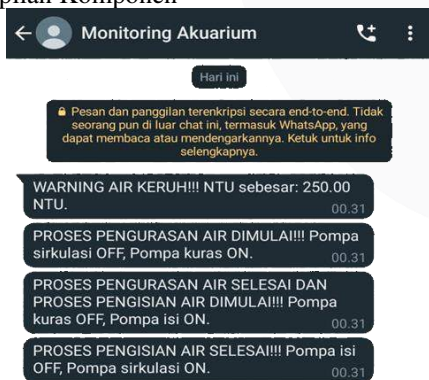 Monitoring Akuarium
Hari ini
Pesan dan panggilan terenkripsi secara end-to-end. Tidak
seorang pun di luar chat ini, termasuk WhatsApp, yang
dapat membaca atau mendengarkannya. Ketuk untuk info
selengkapnya.
WARNING AIR KERUH!!! NTU sebesar: 250.00
NTU.
00.31
PROSES PENGURASAN AIR DIMULAI!!! Pompa
sirkulasi OFF, Pompa kuras ON.
00.31
PROSES PENGURASAN AIR SELESAI DAN
PROSES PENGISIAN AIR DIMULAI!!! Pompa
kuras OFF, Pompa isi ON.
00.31
PROSES PENGISIAN AIR SELESAI!!! Pompa isi
OFF, Pompa sirkulasi ON.
00.31